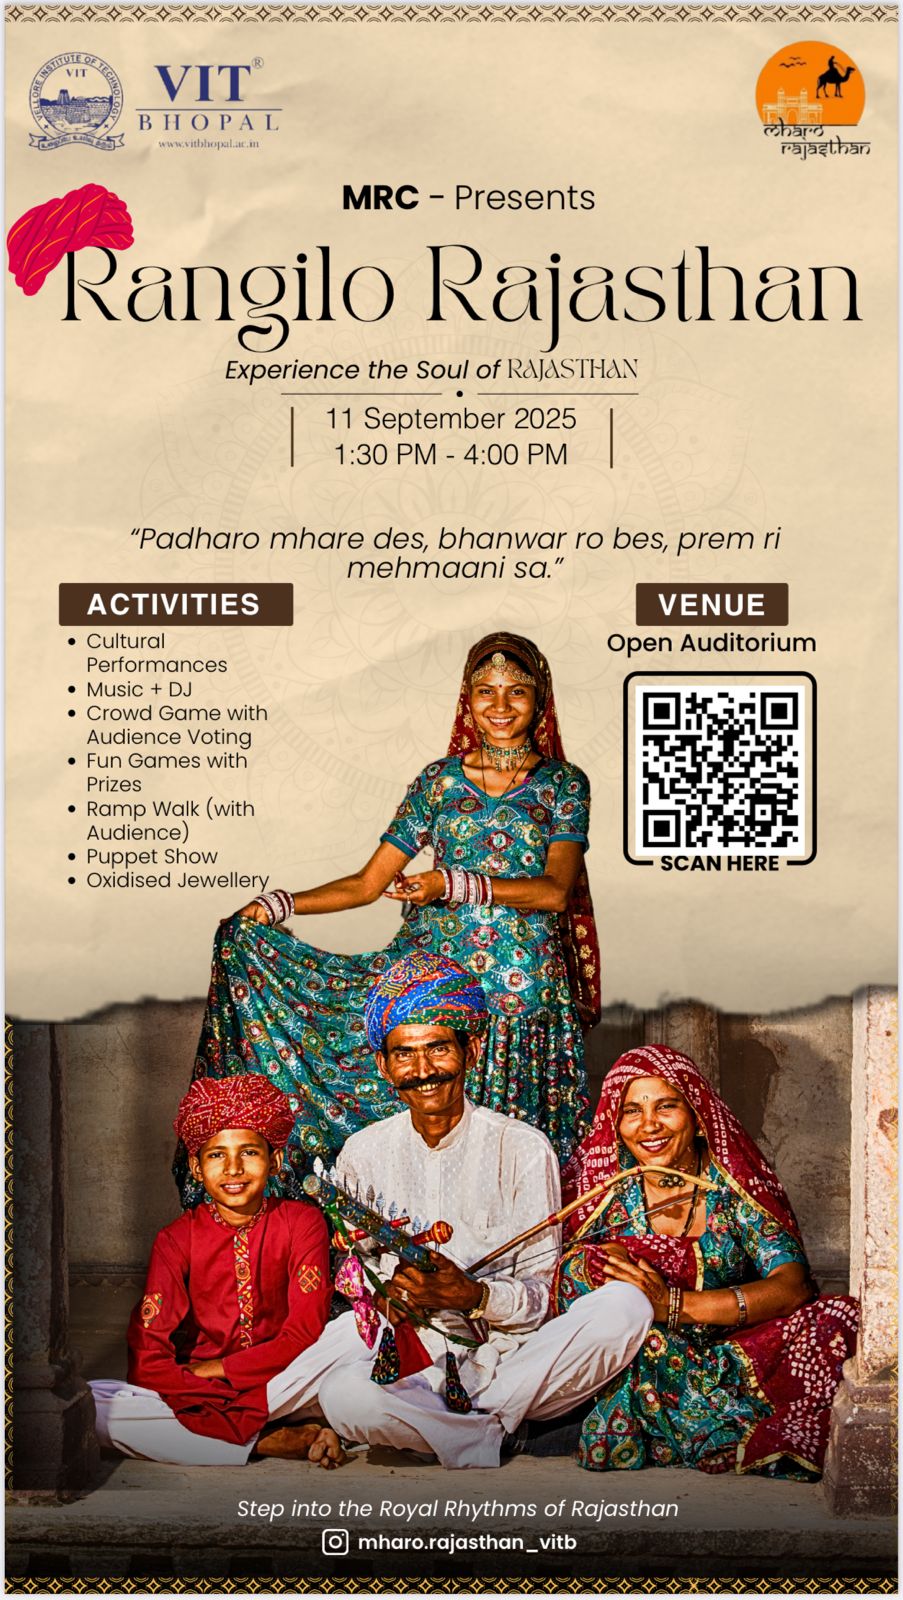 VELLORE INSTITUTE OF TECHNOLOGY
VIT
VIT®
BHOPAL
www.vitbhopal.ac.in
mharo
rajasthan
MRC - Presents
Rangilo Rajasthan
Experience the Soul of RAJASTHAN
11 September 2025
1:30 PM - 4:00 PM
“Padharo mhare des, bhanwar ro bes, prem ri
mehmaani sa.”
ACTIVITIES
• Cultural
Performances
• Music + DJ
• Crowd Game with
Audience Voting
• Fun Games with
Prizes
• Ramp Walk (with
Audience)
• Puppet Show
• Oxidised Jewellery
VENUE
Open Auditorium
SCAN HERE
Step into the Royal Rhythms of Rajasthan
mharo.rajasthan_vitb